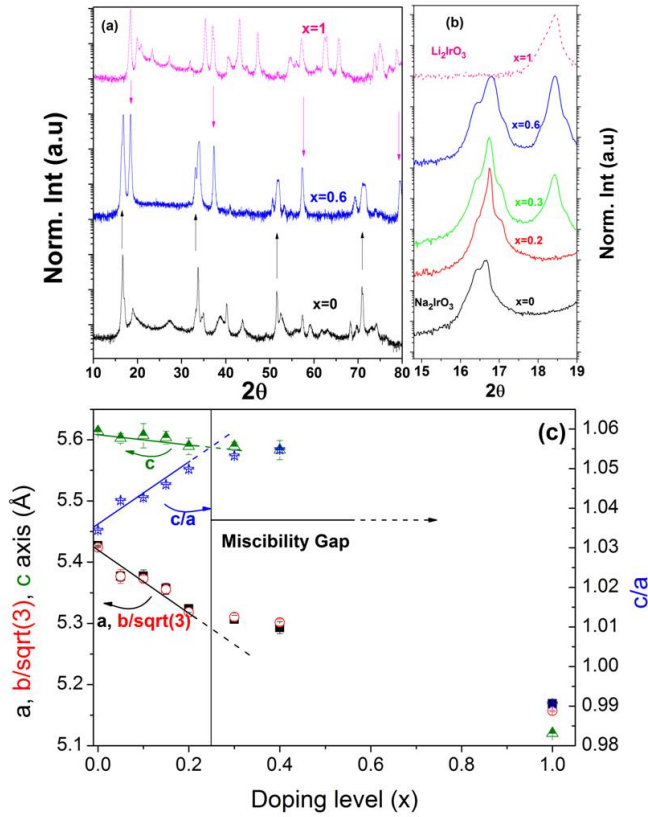 (a)
x=1
x=0.6
x=0
Norm. Int (a.u)
10 20 30 40 50 60 70 80
2θ
(b)
Li2IrO3
x=1
x=0.6
x=0.3
x=0.2
Na2IrO3
x=0
Norm. Int (a.u)
15 16 17 18 19
2θ
(c)
5.6
5.5
5.4
5.3
5.2
5.1
a, b/sqrt(3), c axis (Å)
c
c/a
Miscibility Gap
a, b/sqrt(3)
1.06
1.05
1.04
1.03
1.02
1.01
1.00
0.99
0.98
c/a
0.0 0.2 0.4 0.6 0.8 1.0
Doping level (x)